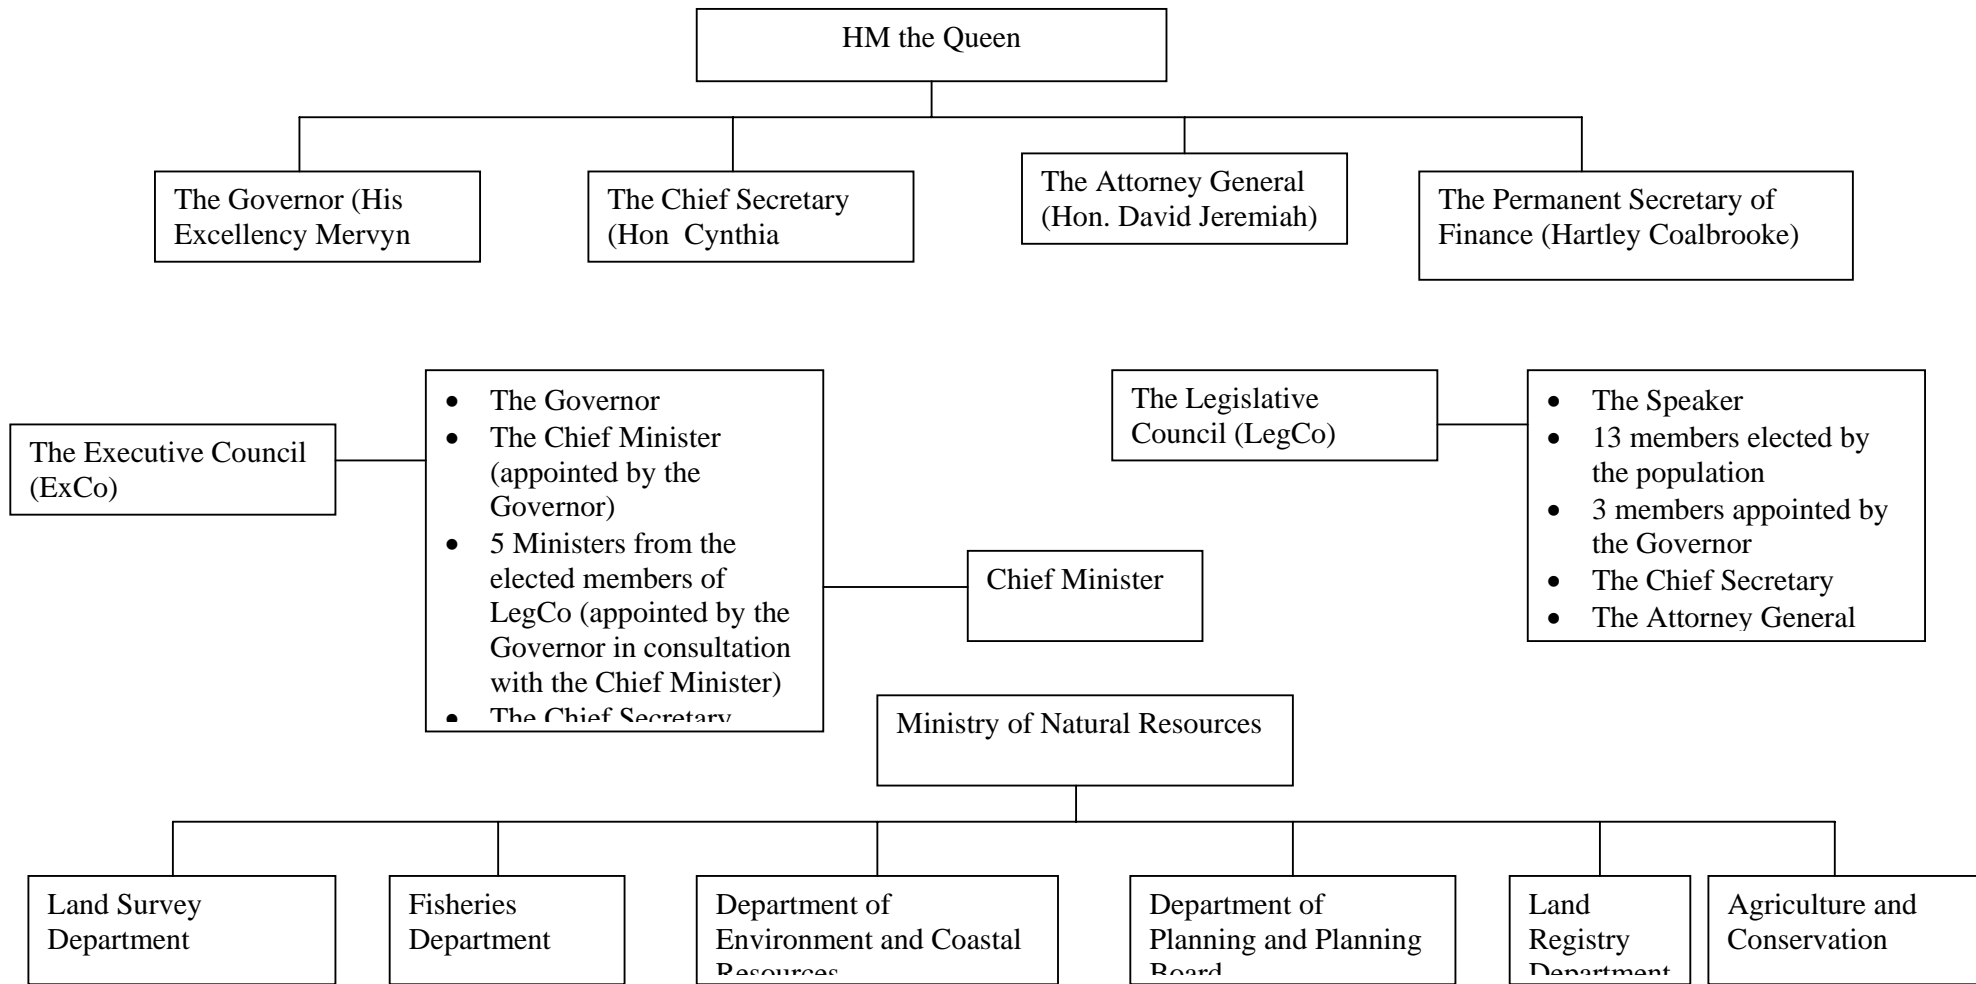 HM the Queen
The Governor (His
Excellency Mervyn
The Chief Secretary
(Hon Cynthia
The Attorney General
(Hon. David Jeremiah)
The Permanent Secretary of
Finance (Hartley Coalbrooke)
The Executive Council
(ExCo)
• The Governor
• The Chief Minister
(appointed by the
Governor)
• 5 Ministers from the
elected members of
LegCo (appointed by the
Governor in consultation
with the Chief Minister)
• The Chief Secretary
Chief Minister
The Legislative
Council (LegCo)
• The Speaker
• 13 members elected by
the population
• 3 members appointed by
the Governor
• The Chief Secretary
• The Attorney General
Ministry of Natural Resources
Land Survey
Department
Fisheries
Department
Department of
Environment and Coastal
Resources
Department of
Planning and Planning
Board
Land
Registry
Department
Agriculture and
Conservation